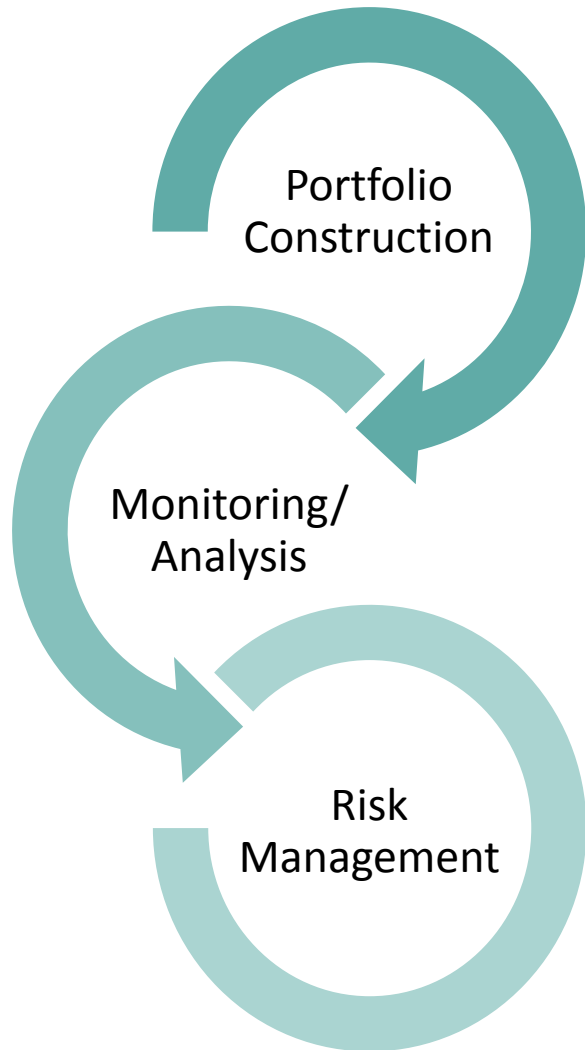 Portfolio
Construction
Monitoring/
Analysis
Risk
Management